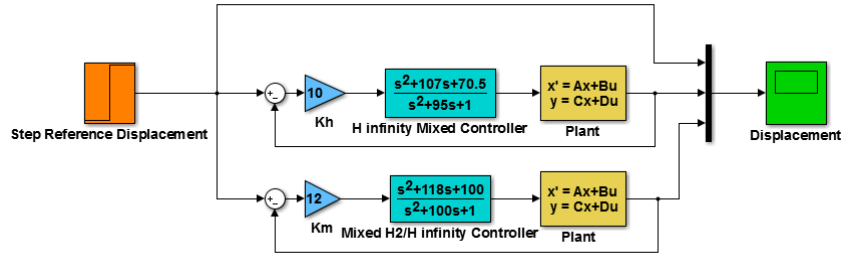 Step Reference Displacement
+
-
10
Kh
s²+107s+70.5
s²+95s+1
H infinity Mixed Controller
x' = Ax+Bu
y = Cx+Du
Plant
Displacement
+
-
12
Km
s²+118s+100
s²+100s+1
Mixed H2/H infinity Controller
x' = Ax+Bu
y = Cx+Du
Plant